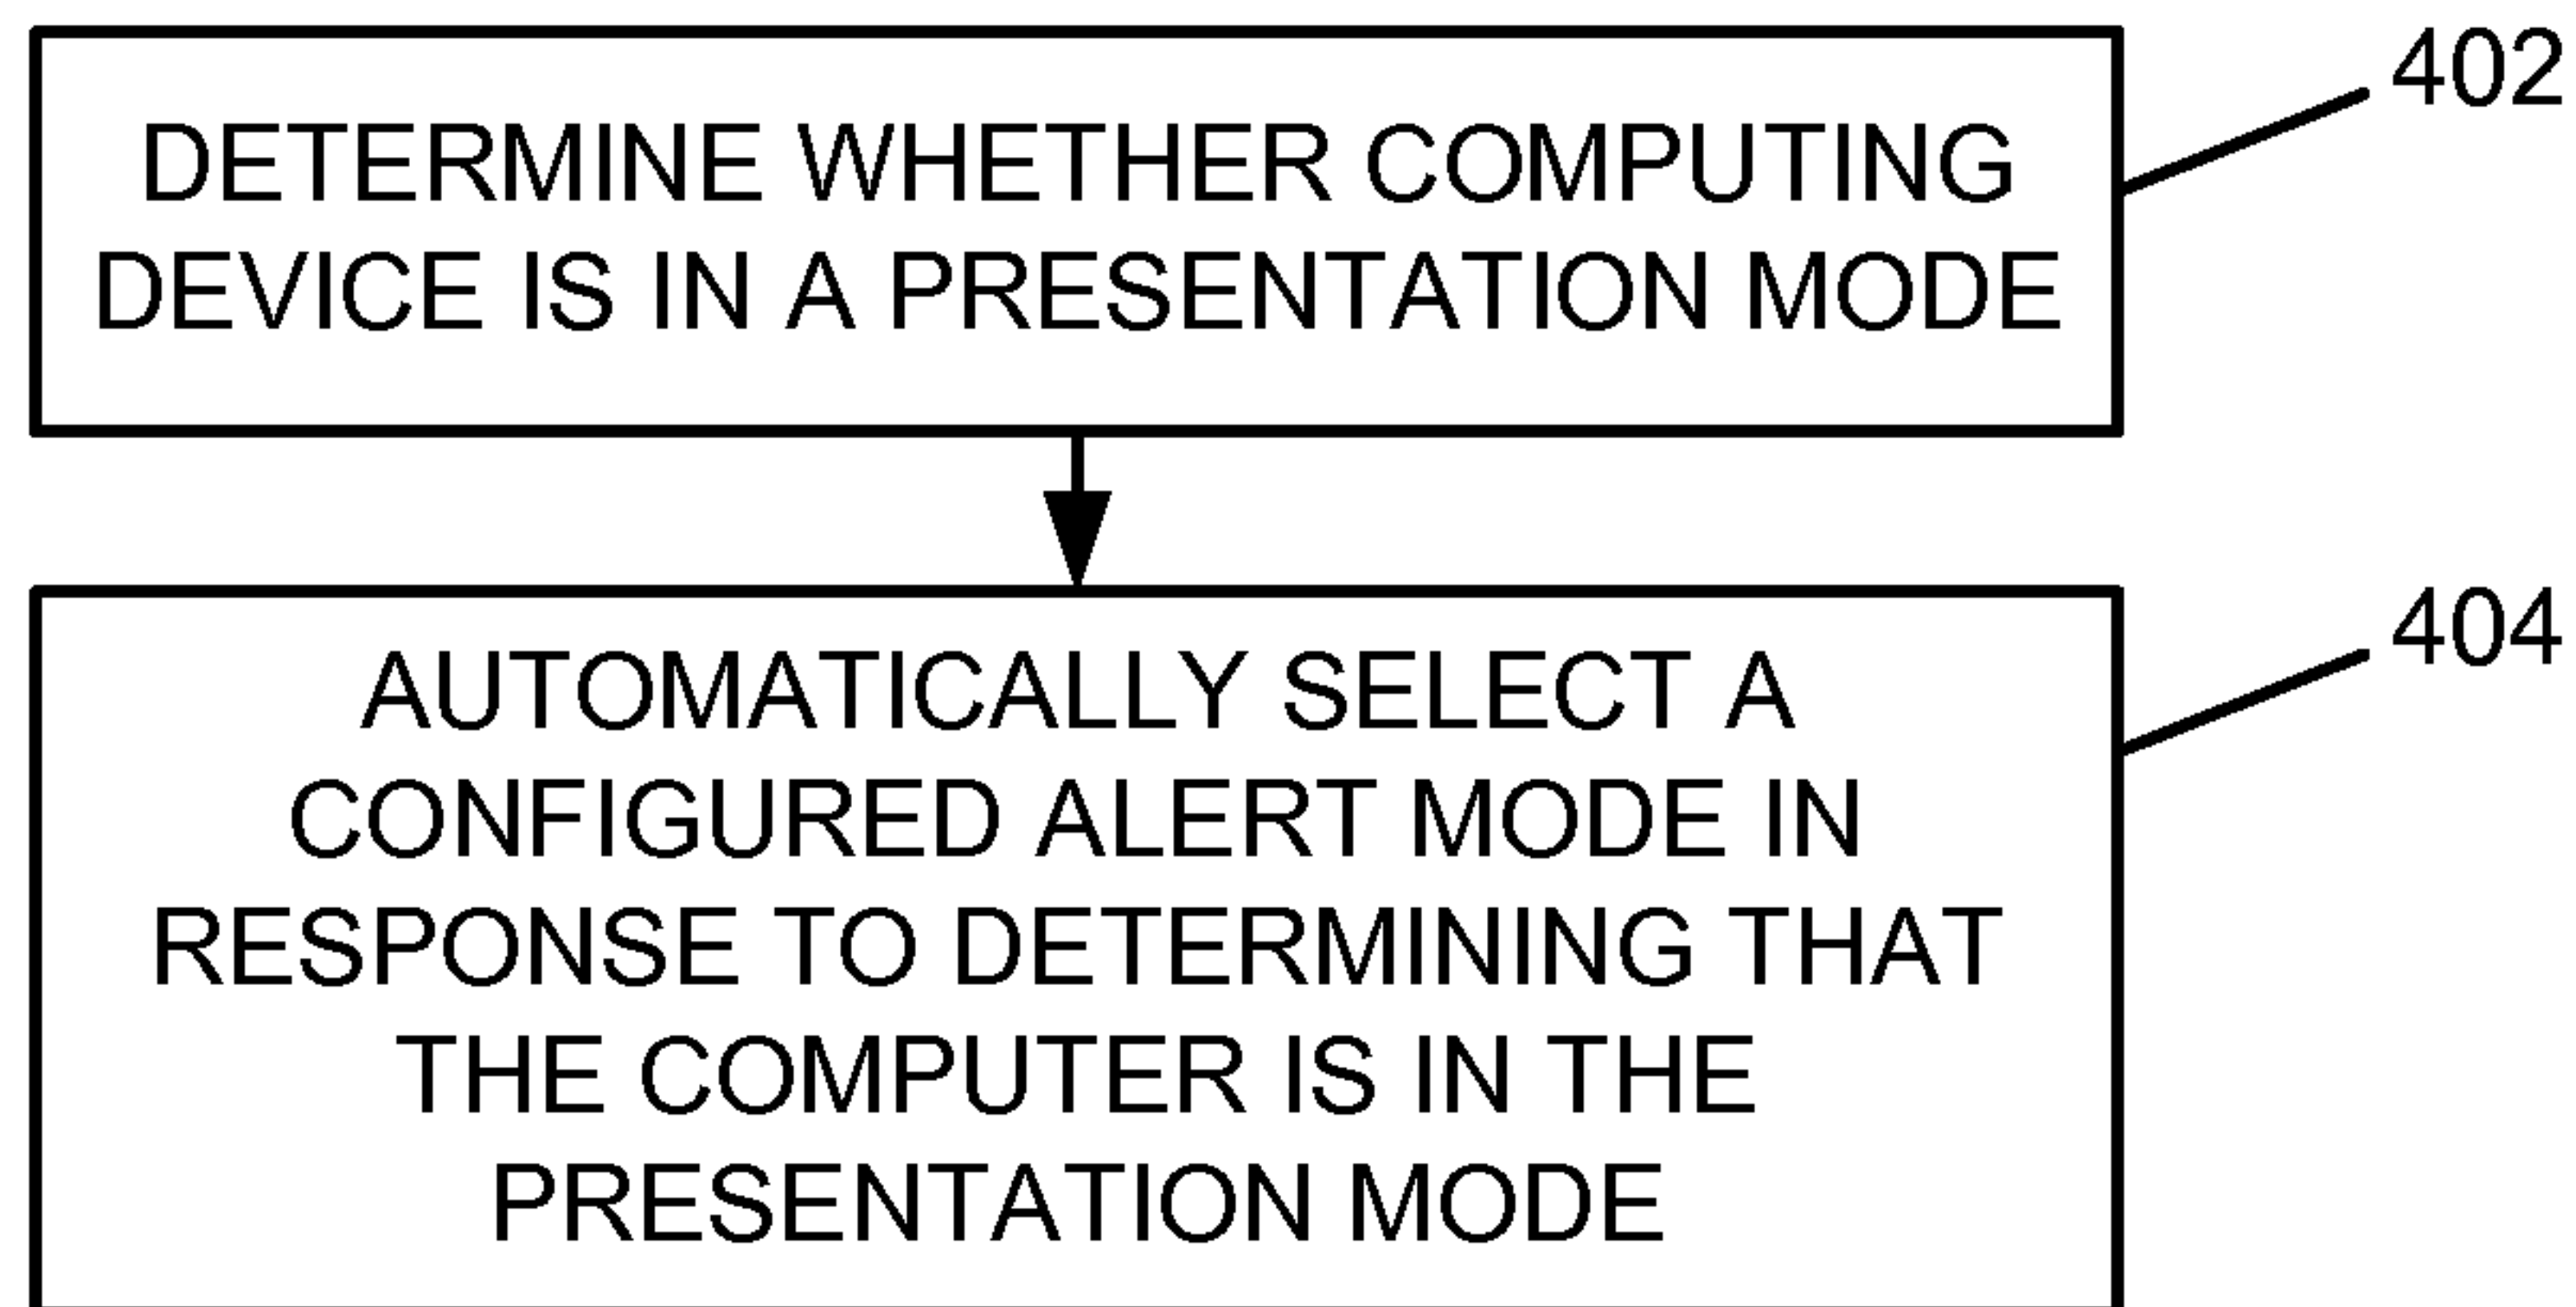 402
DETERMINE WHETHER COMPUTING
DEVICE IS IN A PRESENTATION MODE
404
AUTOMATICALLY SELECT A
CONFIGURED ALERT MODE IN
RESPONSE TO DETERMINING THAT
THE COMPUTER IS IN THE
PRESENTATION MODE